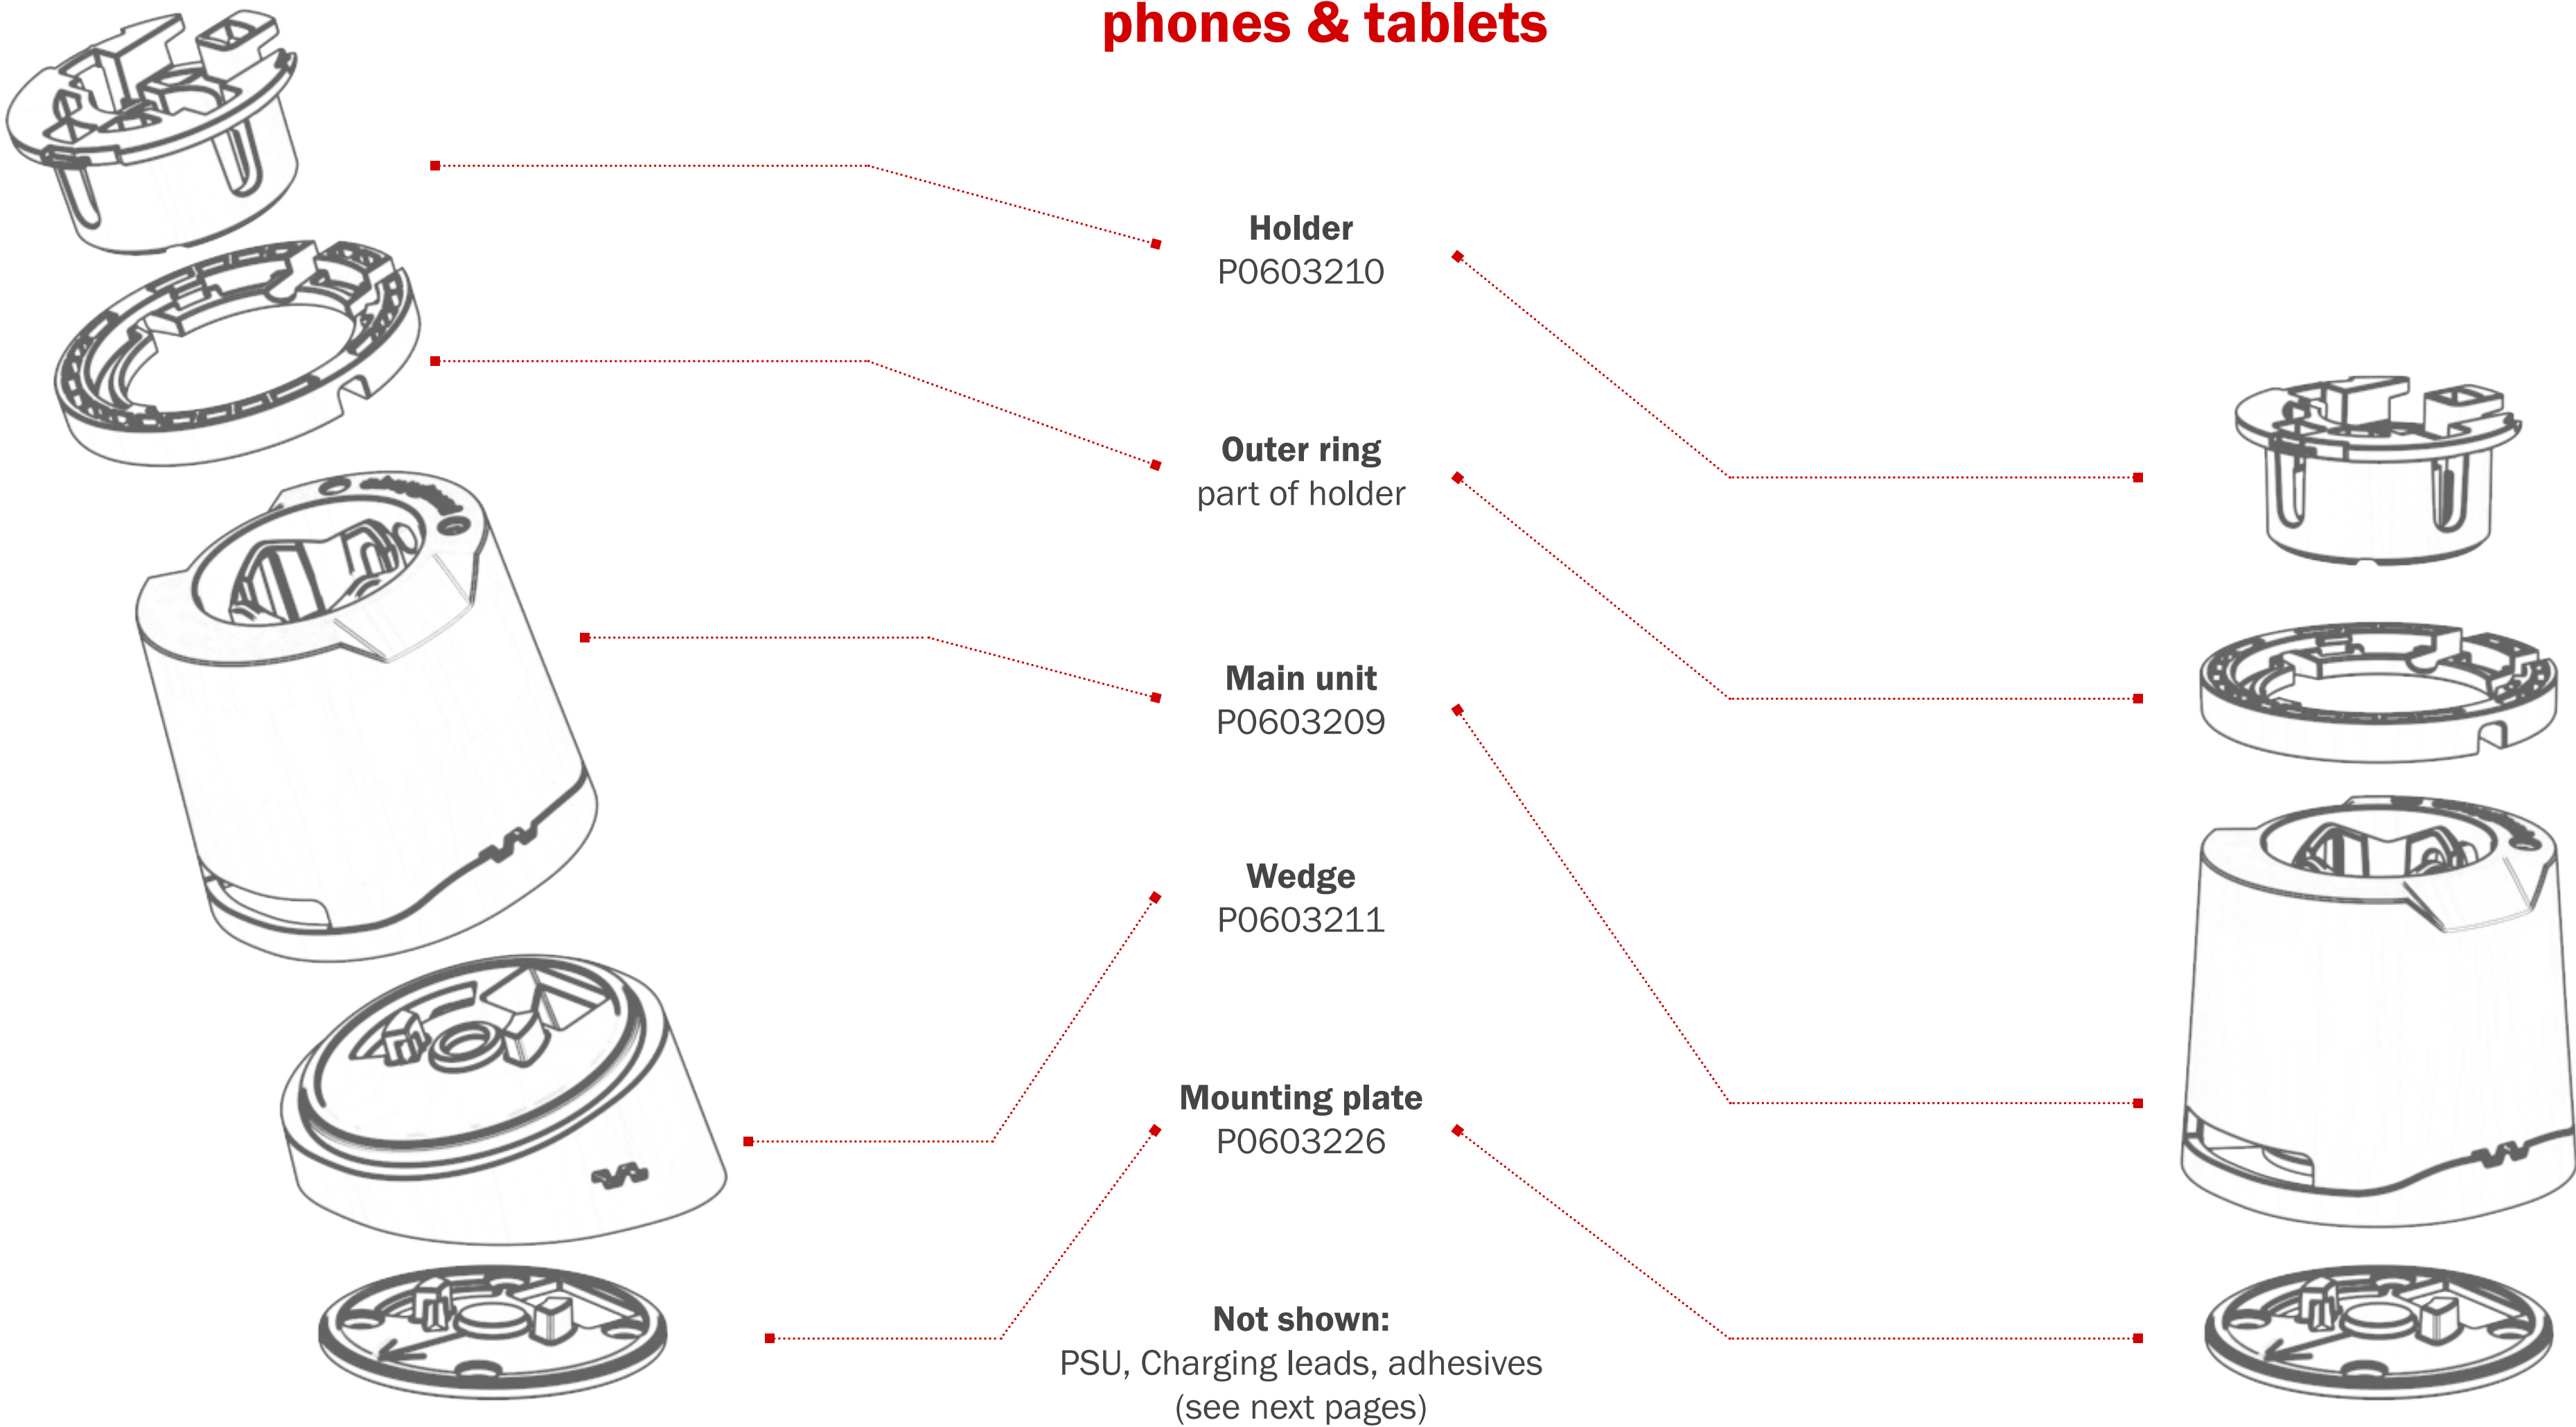 phones & tablets
Holder
P0603210
Outer ring
part of holder
Main unit
P0603209
Wedge
P0603211
Mounting plate
P0603226
Not shown:
PSU, Charging leads, adhesives
(see next pages)